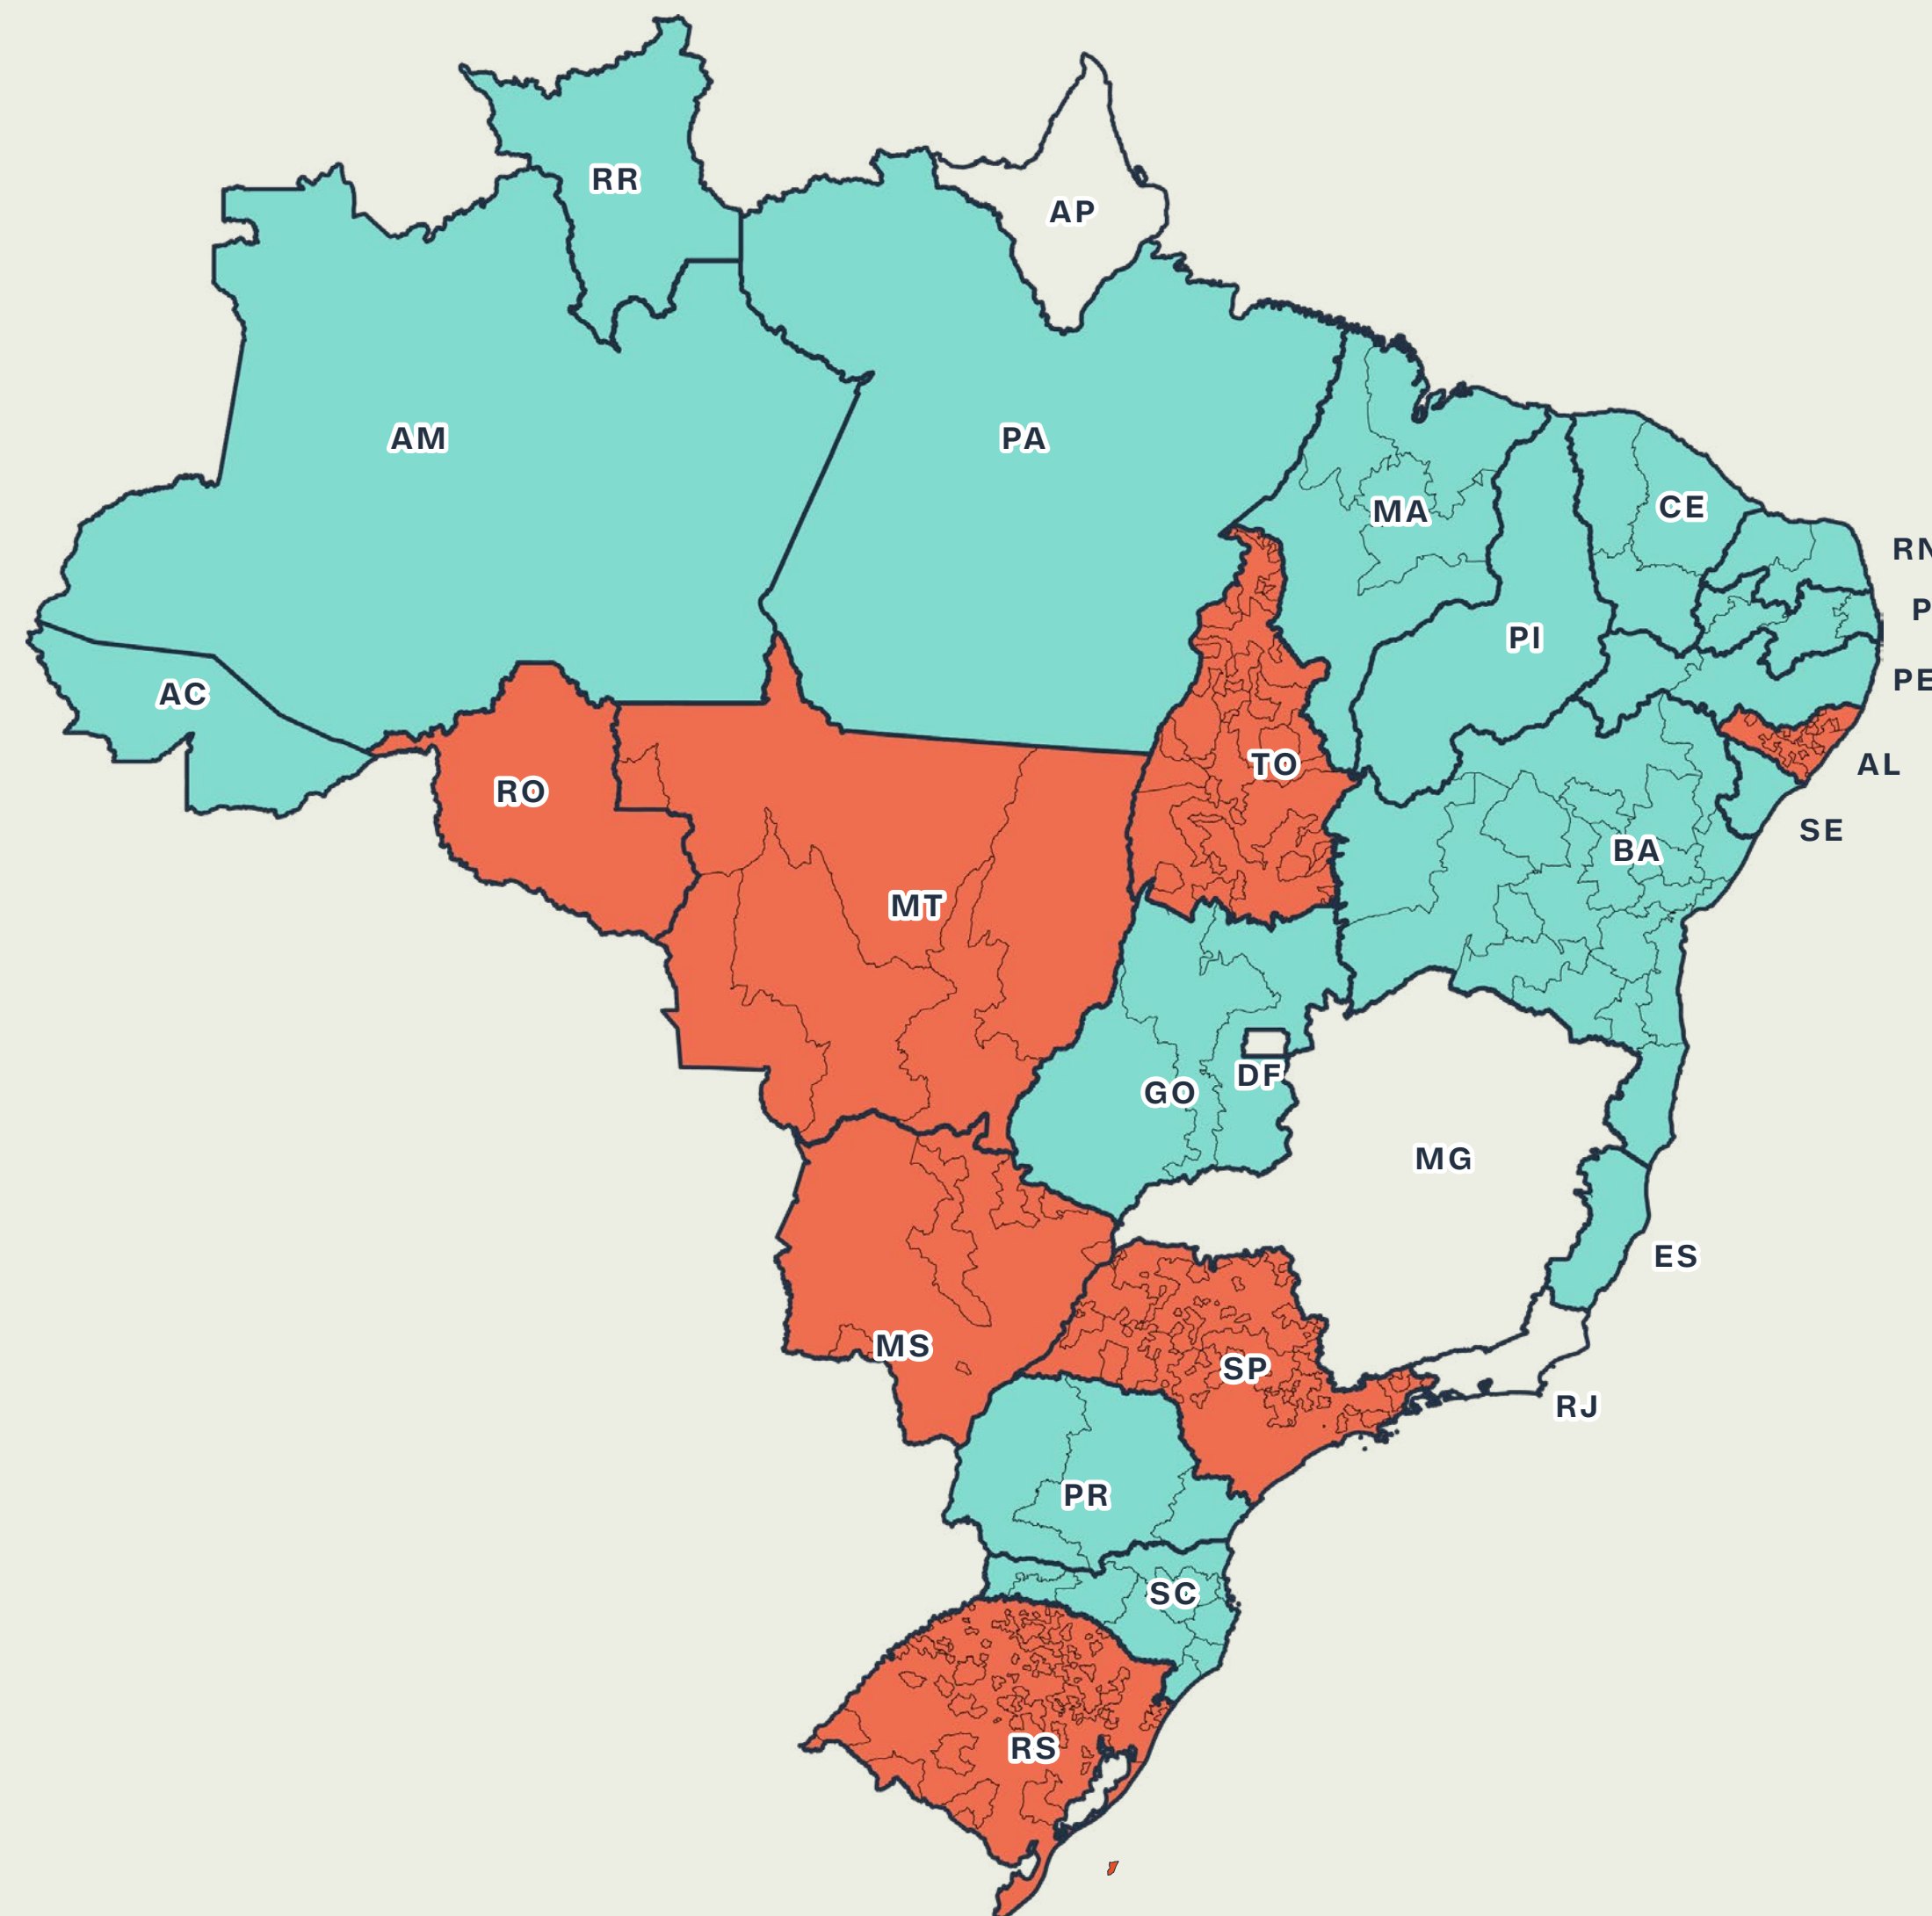 RR
AP
AM
PA
MA
CE
RN
P
PI
PE
AC
TO
AL
RO
SE
BA
MT
DF
GO
MG
ES
MS
SP
RJ
PR
SC
RS